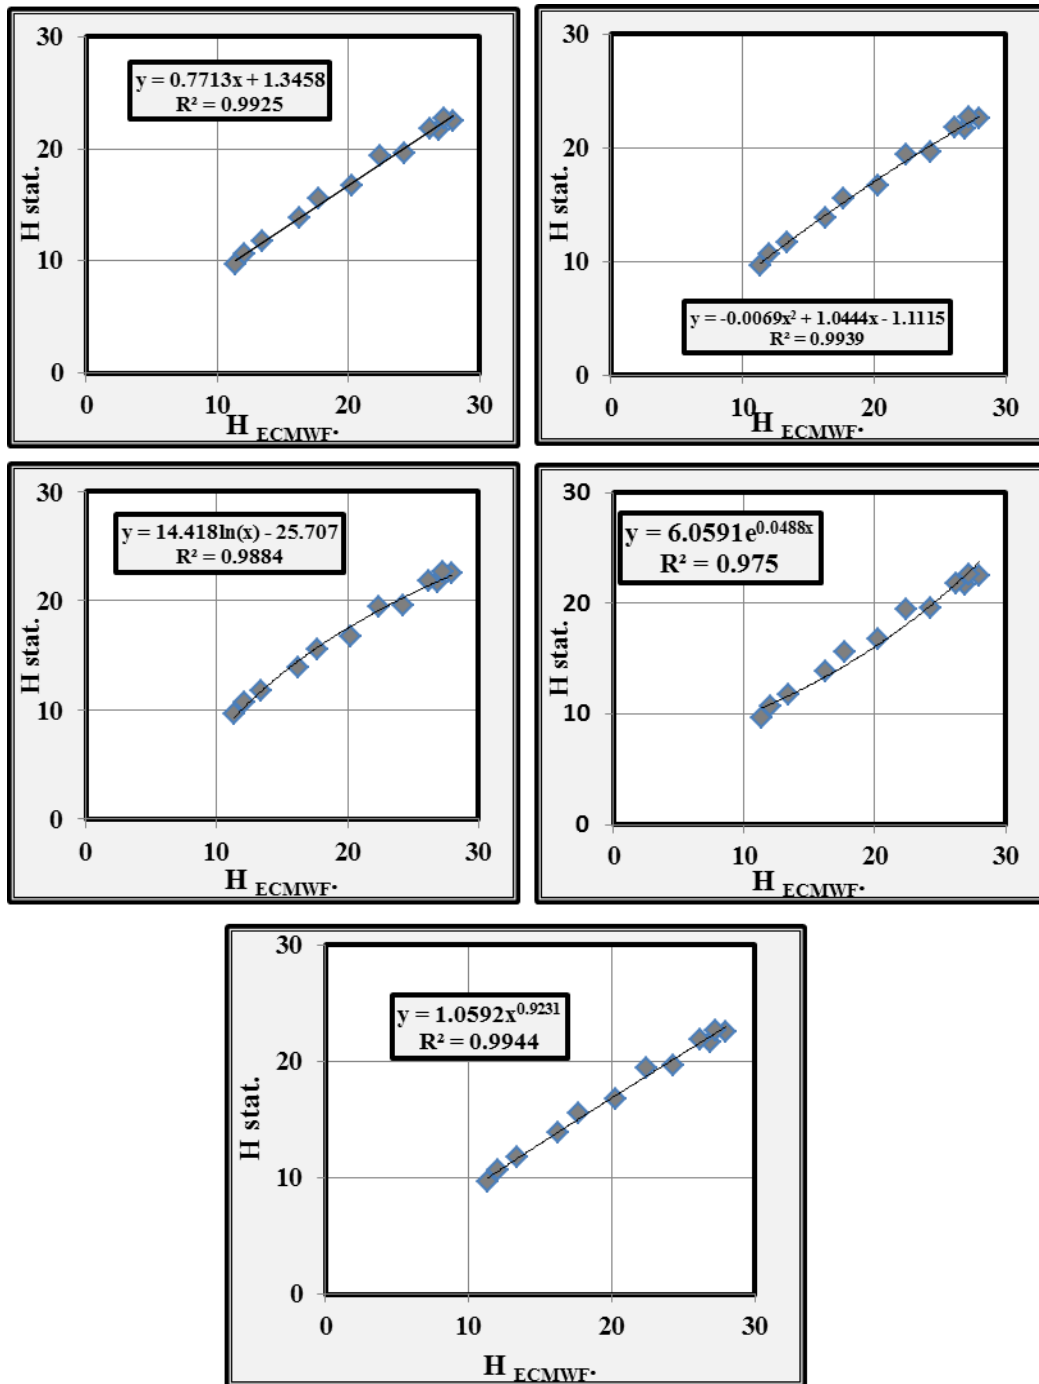 30
20
10
0
0 10 20 30
H stat.
H ECMWF.
y = 0.7713x + 1.3458
R² = 0.9925
30
20
10
0
0 10 20 30
H stat.
H ECMWF.
y = -0.0069x² + 1.0444x - 1.1115
R² = 0.9939
30
20
10
0
0 10 20 30
H stat.
H ECMWF.
y = 14.418ln(x) - 25.707
R² = 0.9884
30
20
10
0
0 10 20 30
H stat.
H ECMWF.
y = 6.0591e^0.0488x
R² = 0.975
30
20
10
0
0 10 20 30
H stat.
H ECMWF.
y = 1.0592x^0.9231
R² = 0.9944